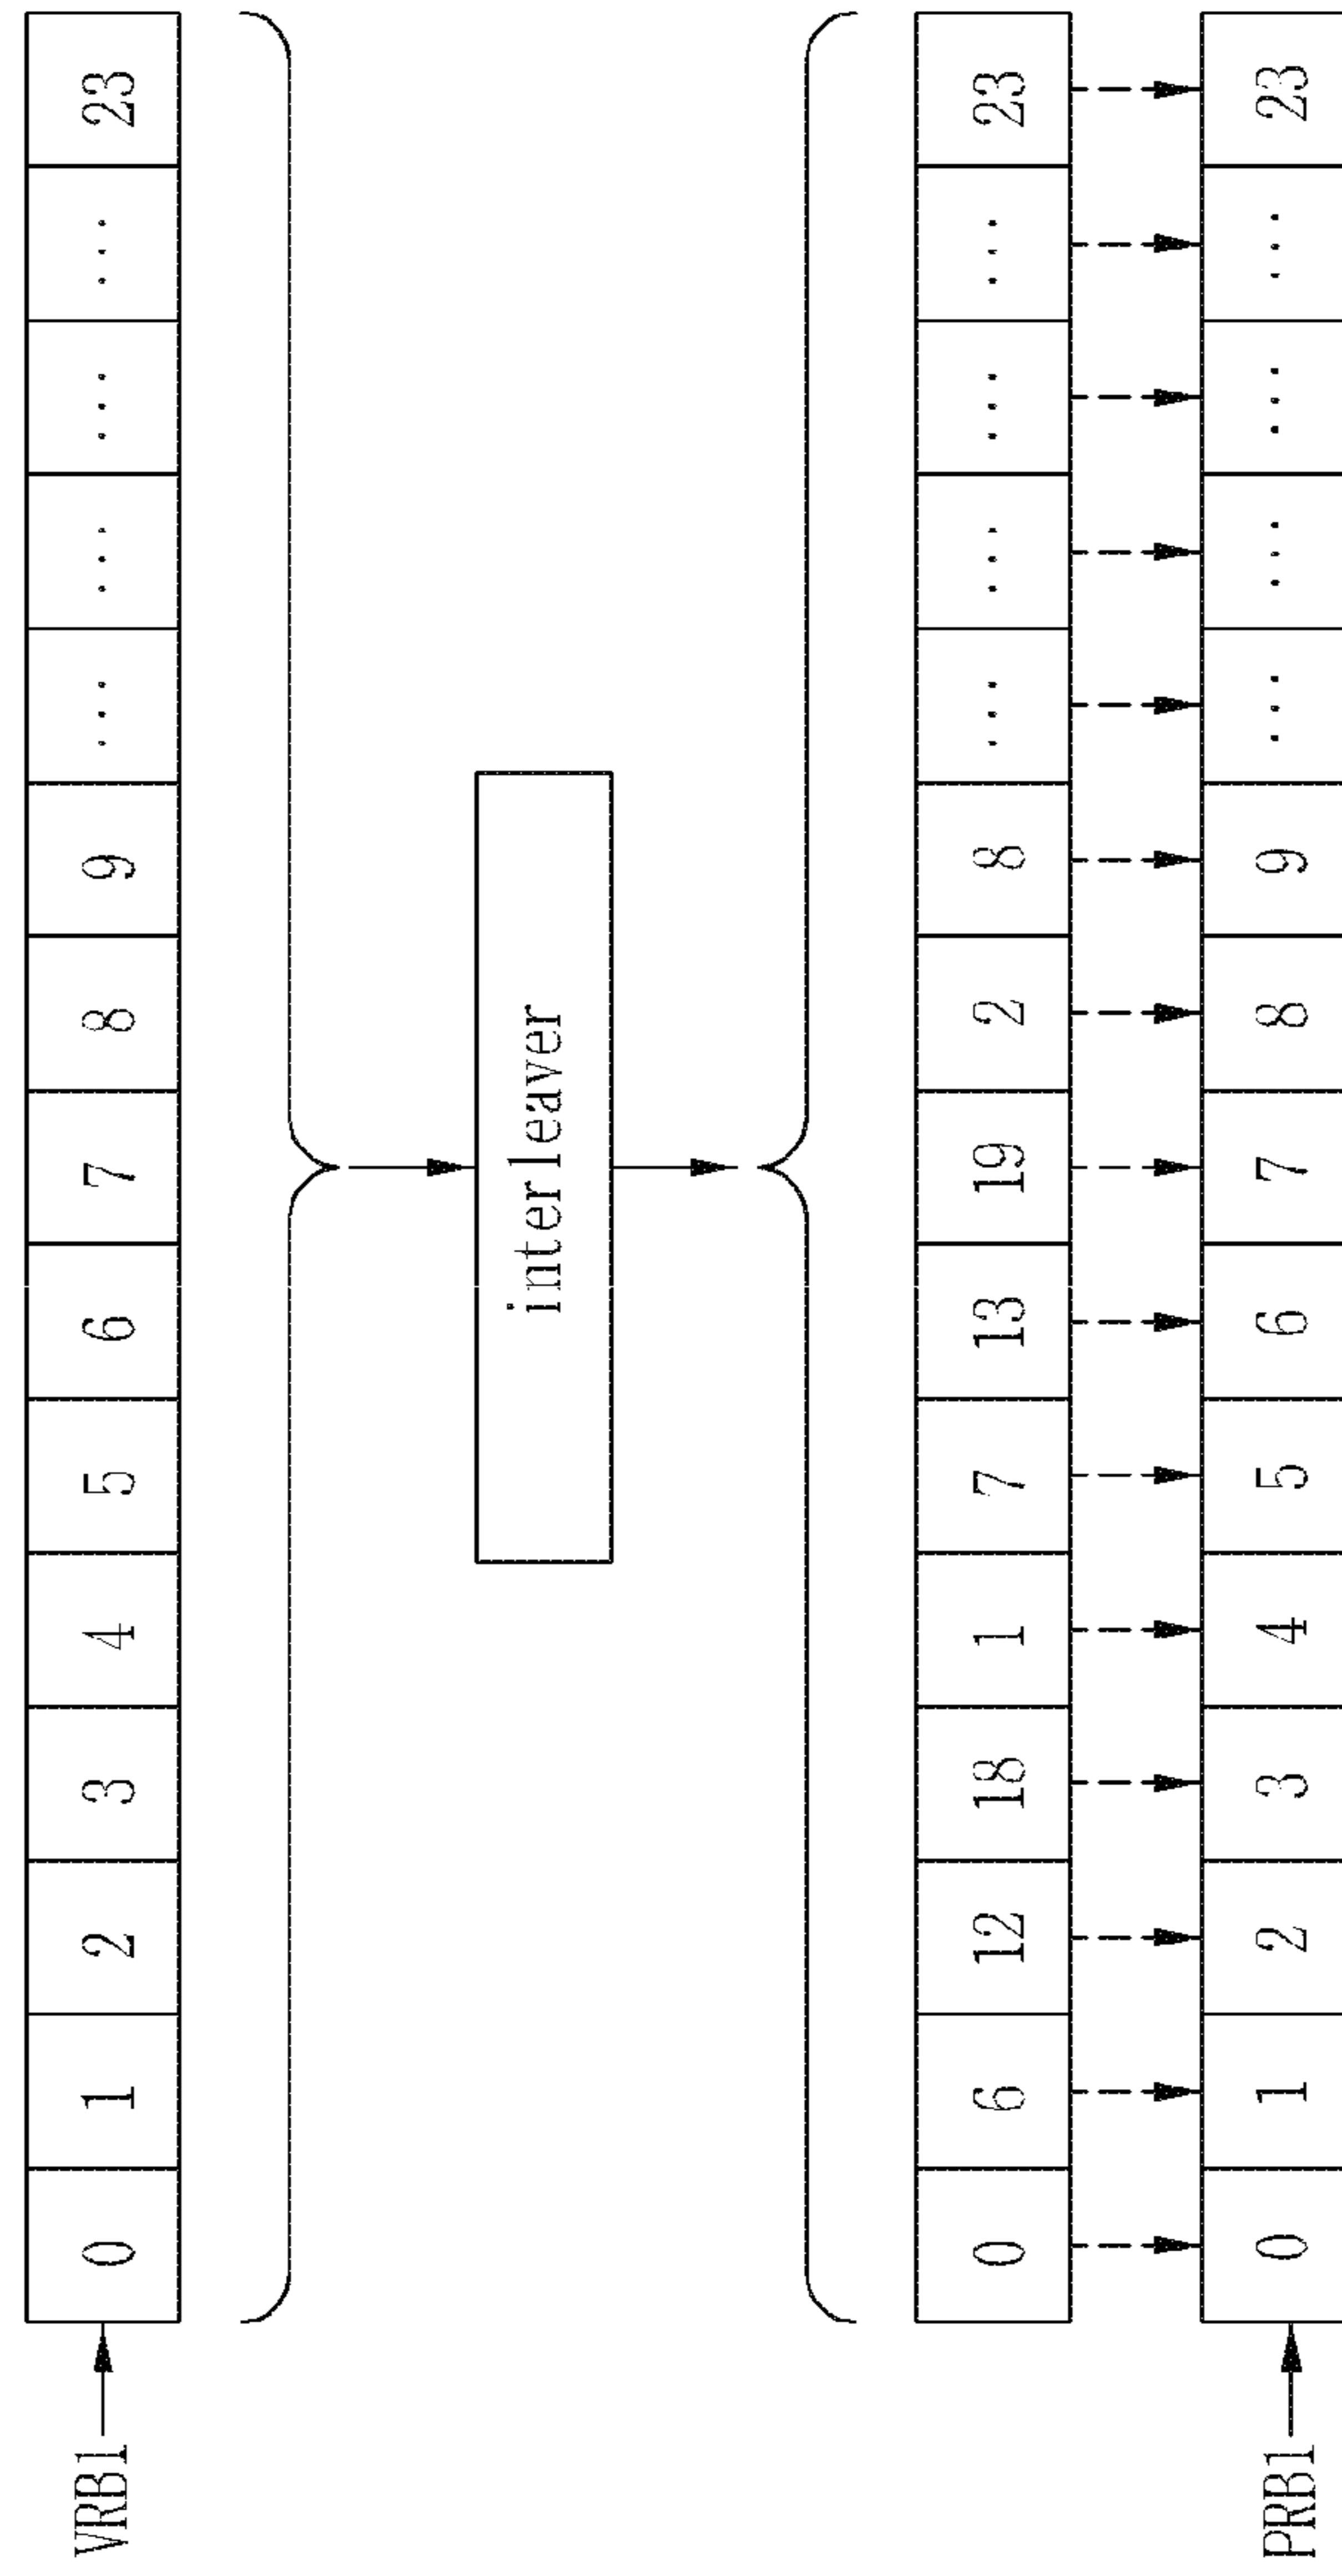 VRB1 0 1 2 3 4 5 6 7 8 9 ... ... ... ... 23
interleaver
0 6 12 18 1 7 13 19 2 8 ... ... ... ... 23
PRB1 0 1 2 3 4 5 6 7 8 9 ... ... ... ... 23